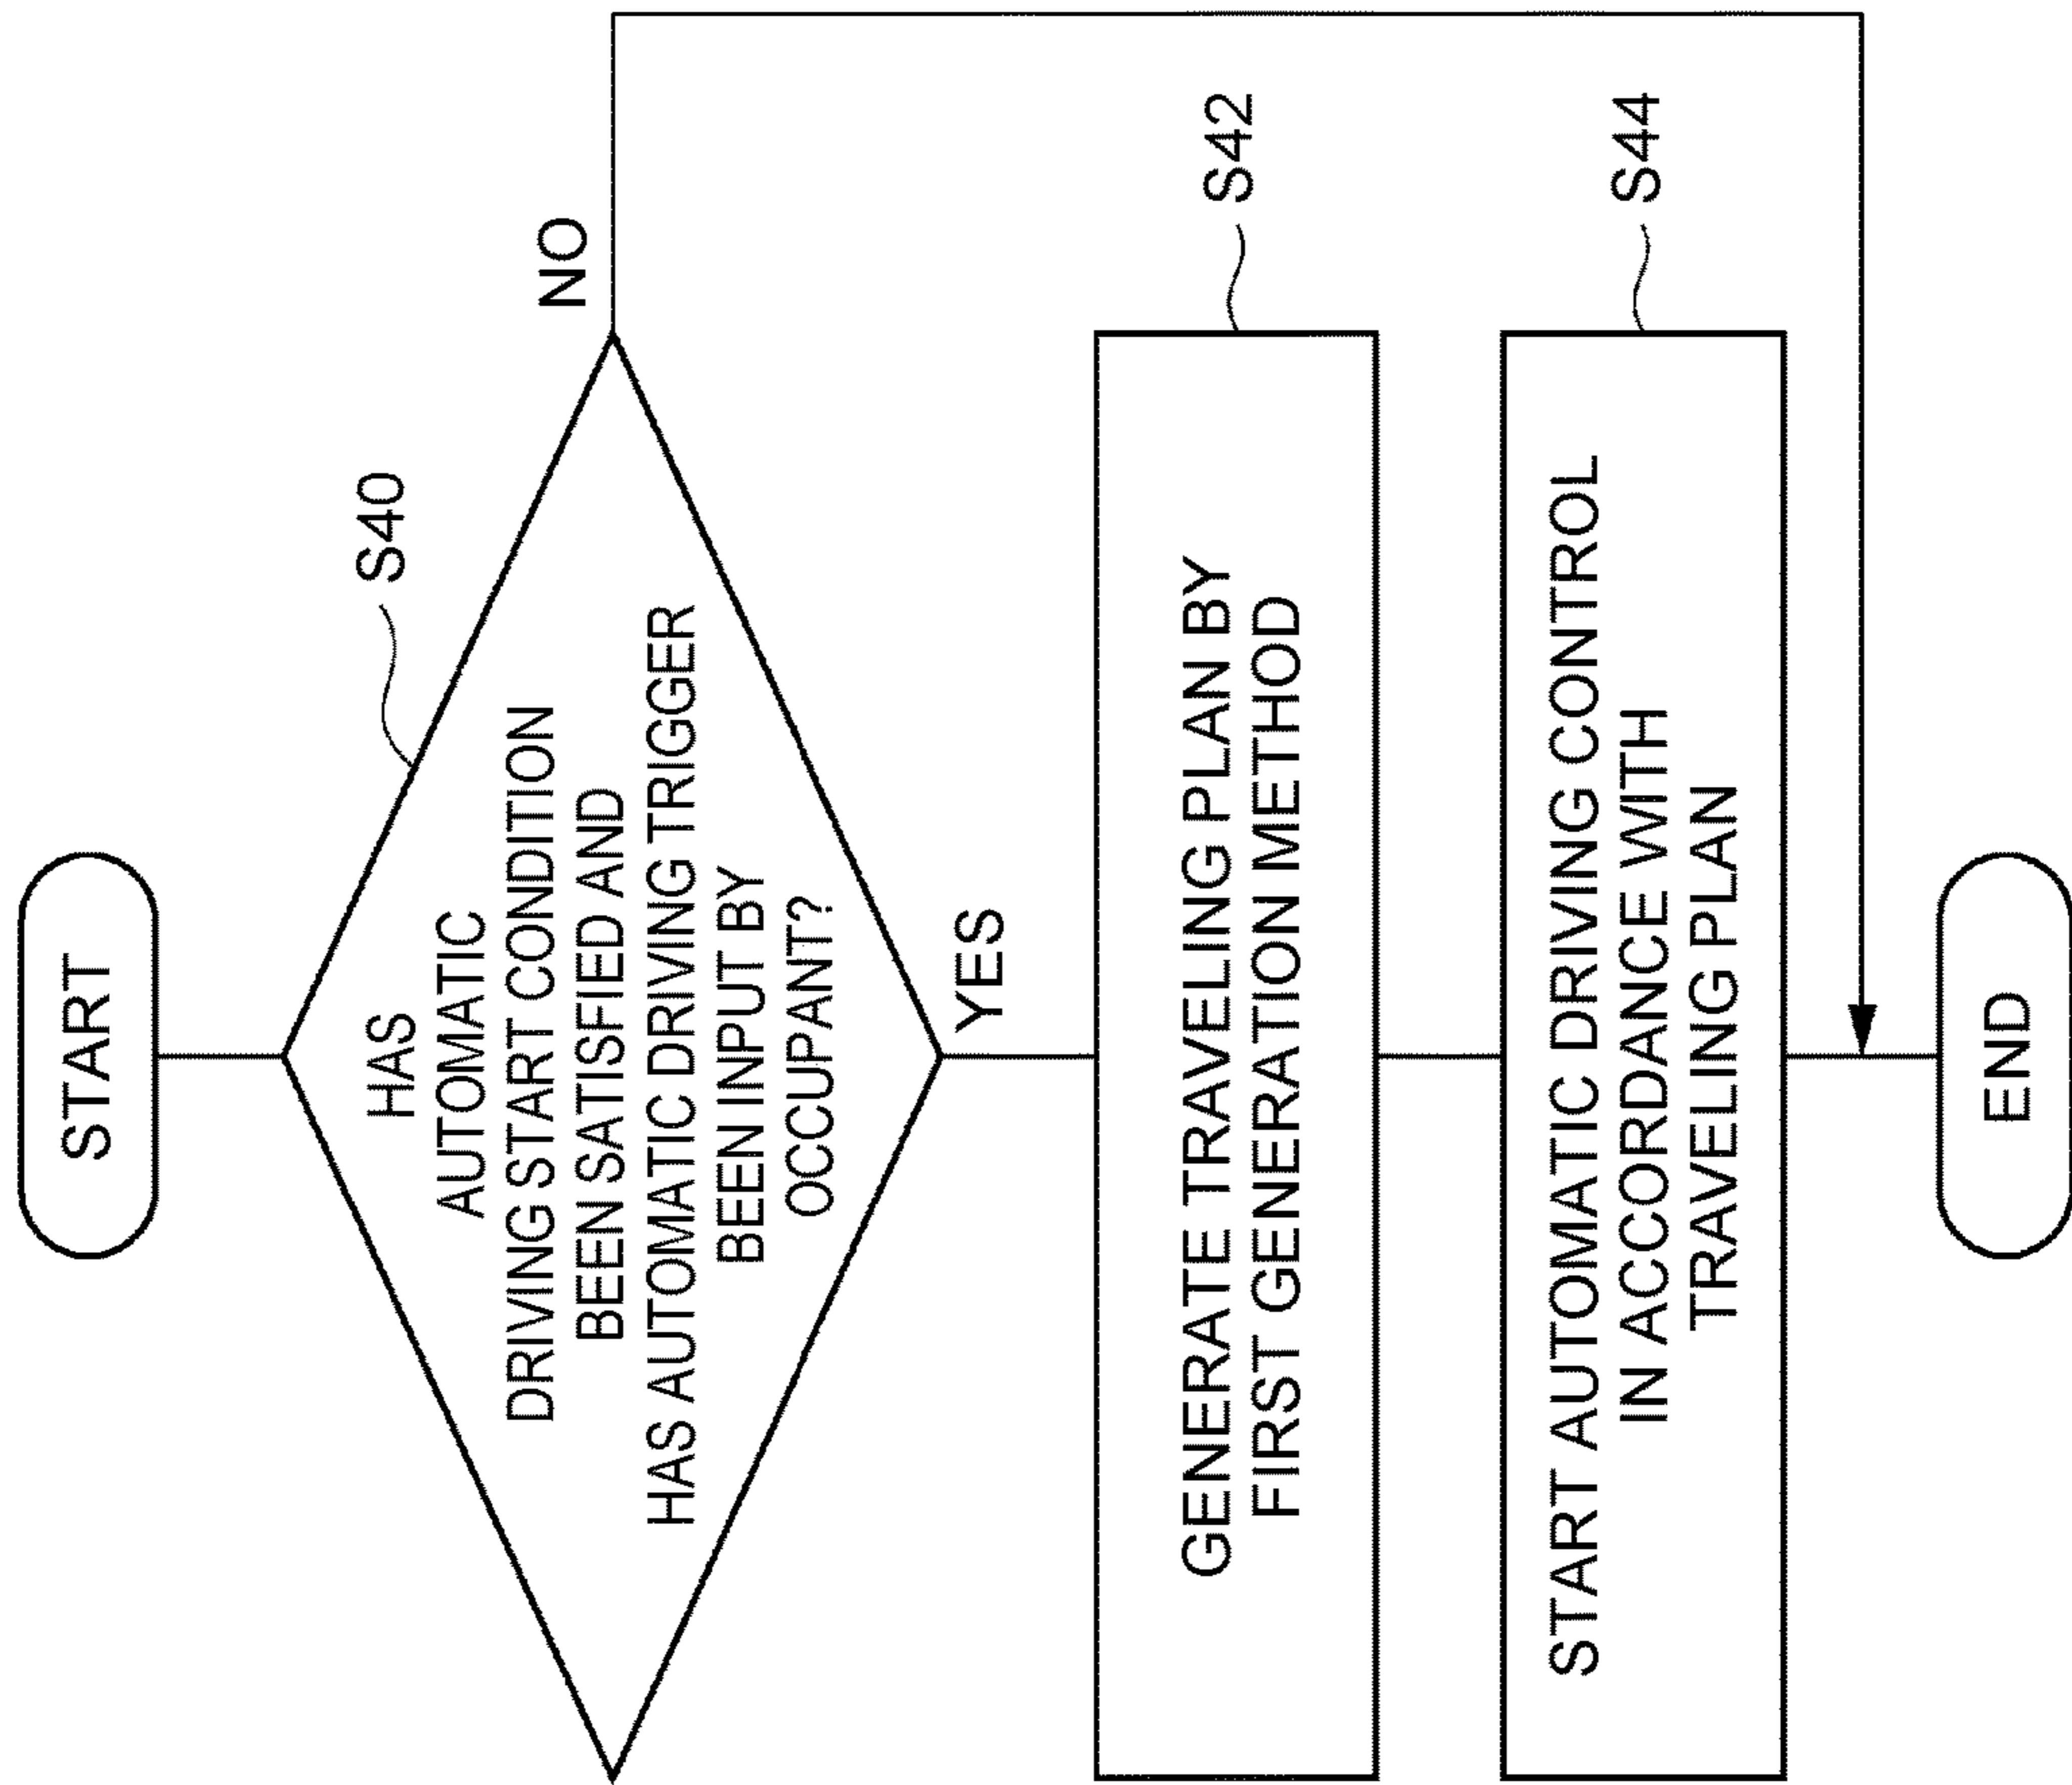 START
S40
HAS
AUTOMATIC
DRIVING START CONDITION
BEEN SATISFIED AND
HAS AUTOMATIC DRIVING TRIGGER
BEEN INPUT BY
OCCUPANT?
NO
YES
S42
GENERATE TRAVELING PLAN BY
FIRST GENERATION METHOD
S44
START AUTOMATIC DRIVING CONTROL
IN ACCORDANCE WITH
TRAVELING PLAN
END